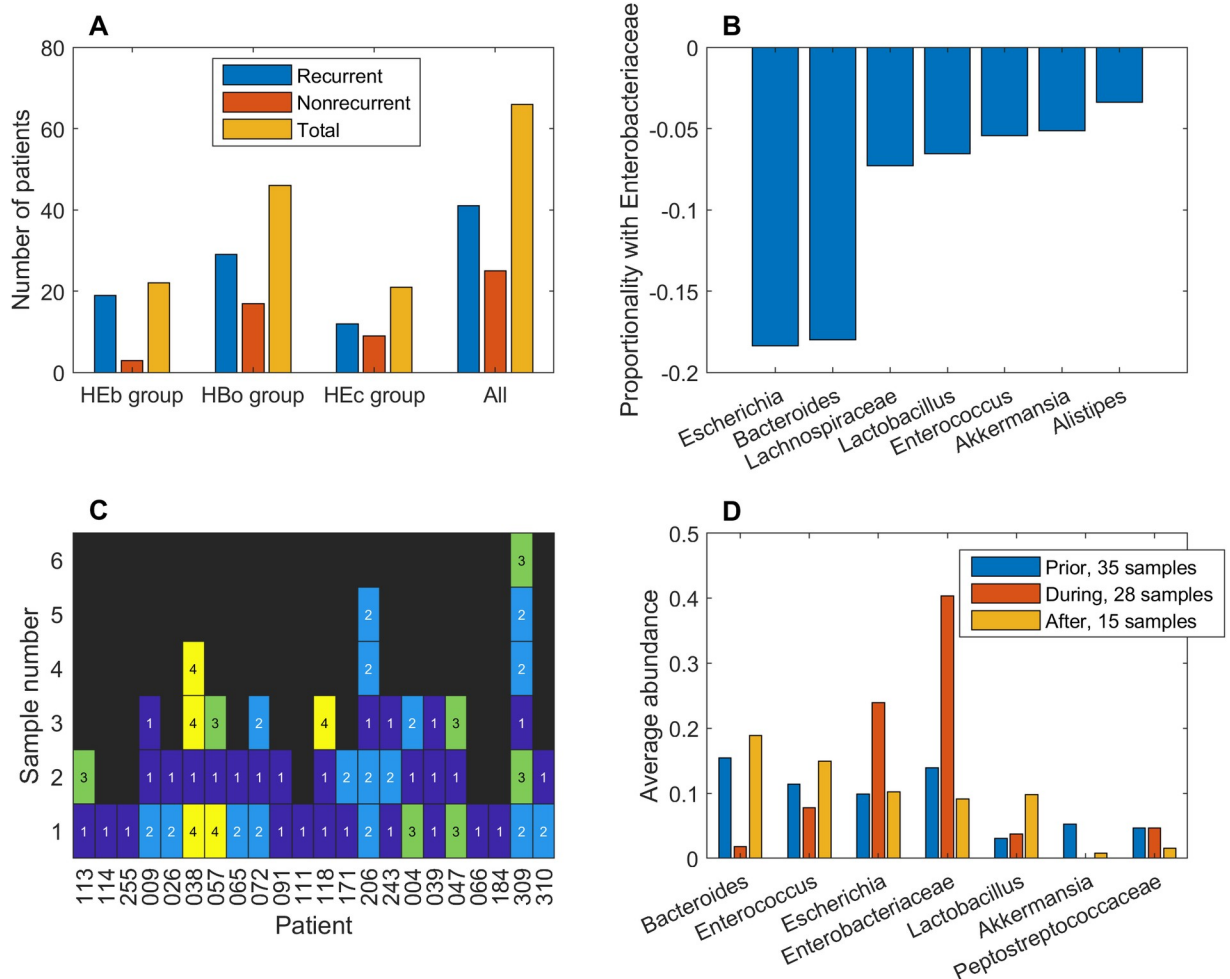 A
Number of patients
80
60
40
20
0
Recurrent
Nonrecurrent
Total
HEb group HBo group HEc group All
B
Proportionality with Enterobacteriaceae
0
-0.05
-0.1
-0.15
-0.2
Escherichia
Bacteroides
Lachnospiraceae
Lactobacillus
Enterococcus
Akkermansia
Alistipes
C
Sample number
6 3
5 2 2
4 4 2 2
3 1 4 3 2 4 1 1 2 1 3 1
2 3 1 1 1 1 1 1 1 1 2 2 2 1 1 1 3 1
1 1 1 1 2 2 4 4 2 2 1 1 1 1 2 1 3 1 3 1 1 2 2
113 114 255 009 026 038 057 065 072 091 111 118 171 206 243 004 039 047 066 184 309 310
Patient
D
Average abundance
0.5
0.4
0.3
0.2
0.1
0
Prior, 35 samples
During, 28 samples
After, 15 samples
Bacteroides
Enterococcus
Escherichia
Enterobacteriaceae
Lactobacillus
Akkermansia
Peptostreptococcaceae